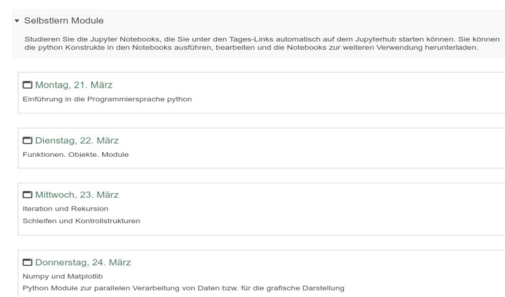 Selbstlern Module
Studieren Sie die Jupyter Notebooks, die Sie unter den Tages-Links automatisch auf dem Jupyterhub starten können. Sie können
die python Konstrukte in den Notebooks ausführen, bearbeiten und die Notebooks zur weiteren Verwendung herunterladen.
Montag, 21. März
Einführung in die Programmiersprache python
Dienstag, 22. März
Funktionen, Objekte, Module
Mittwoch, 23. März
Iteration und Rekursion
Schleifen und Kontrollstrukturen
Donnerstag, 24. März
Numpy und Matplotlib
Python Module zur parallelen Verarbeitung von Daten bzw. für die grafische Darstellung